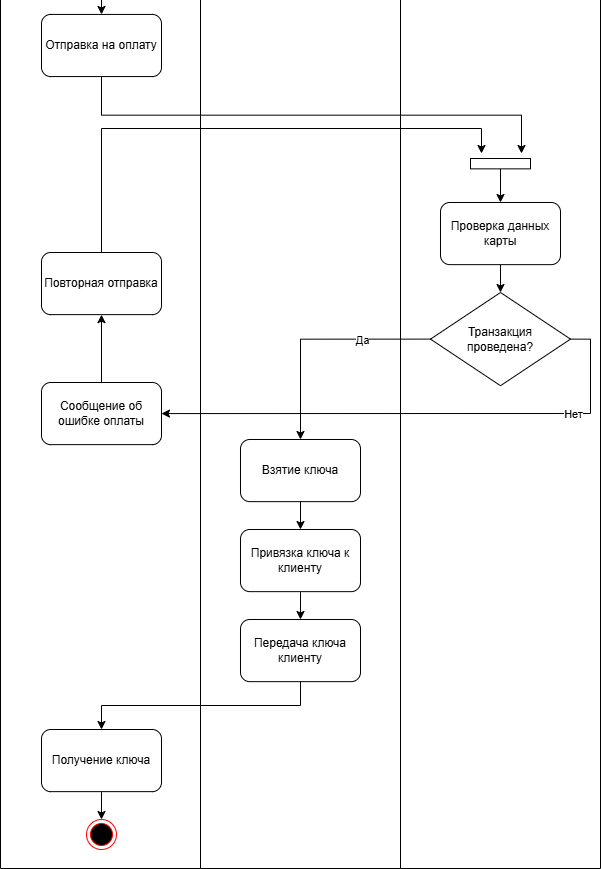 Отправка на оплату
Проверка данных
карты
Повторная отправка
Транзакция
проведена?
Да
Сообщение об
ошибке оплаты
Нет
Взятие ключа
Привязка ключа к
клиенту
Передача ключа
клиенту
Получение ключа